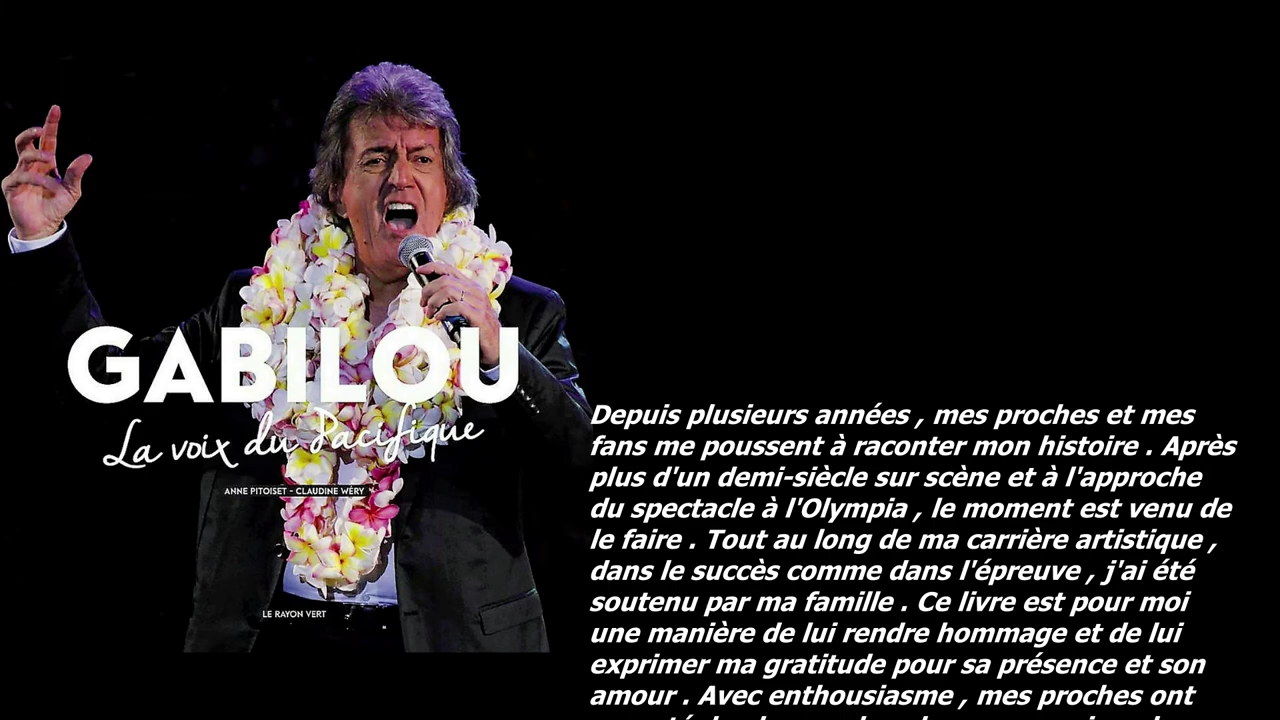 GABILOU
La voix du Pacifique
ANNE PITOISET - CLAUDINE WÉRY
LE RAYON VERT
Depuis plusieurs années , mes proches et mes
fans me poussent à raconter mon histoire . Après
plus d'un demi-siècle sur scène et à l'approche
du spectacle à l'Olympia , le moment est venu de
le faire . Tout au long de ma carrière artistique ,
dans le succès comme dans l'épreuve , j'ai été
soutenu par ma famille . Ce livre est pour moi
une manière de lui rendre hommage et de lui
exprimer ma gratitude pour sa présence et son
amour . Avec enthousiasme , mes proches ont